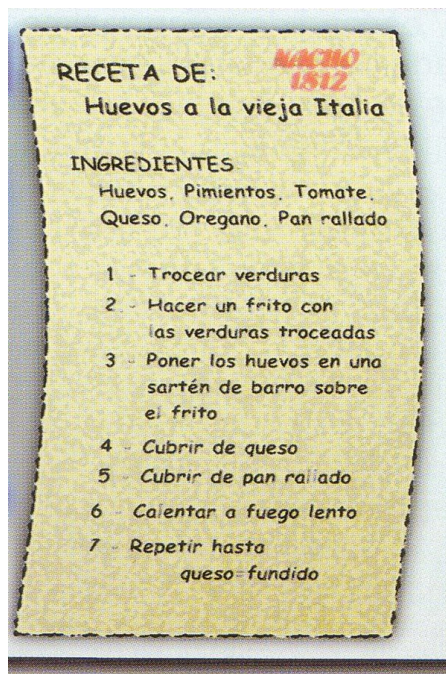 NACHO
1812
RECETA DE:
Huevos a la vieja Italia
INGREDIENTES
Huevos, Pimientos, Tomate,
Queso, Oregano, Pan rallado
1 - Trocear verduras
2 - Hacer un frito con
las verduras troceadas
3 - Poner los huevos en una
sartén de barro sobre
el frito
4 - Cubrir de queso
5 - Cubrir de pan rallado
6 - Calentar a fuego lento
7 - Repetir hasta
queso=fundido